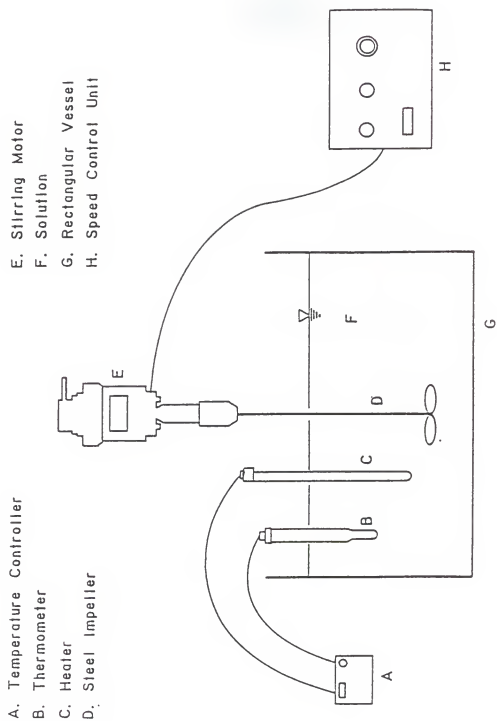 A. Temperature Controller
B. Thermometer
C. Heater
D. Steel Impeller
E. Stirring Motor
F. Solution
G. Rectangular Vessel
H. Speed Control Unit
E
H
F
D
C
B
A
G